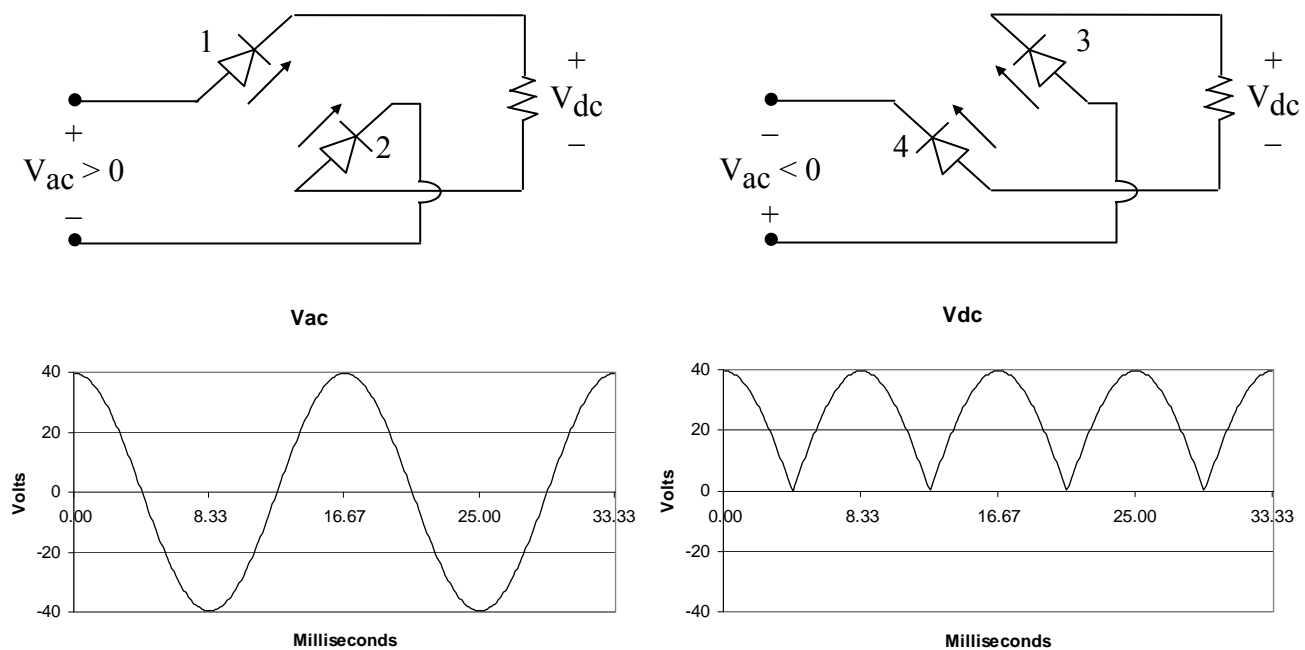 1
+
V_dc
−
2
+
V_ac > 0
−
3
+
V_dc
−
4
−
V_ac < 0
+
Vac
Volts
40
20
0
-20
-40
0.00 8.33 16.67 25.00 33.33
Milliseconds
Vdc
Volts
40
20
0
-20
-40
0.00 8.33 16.67 25.00 33.33
Milliseconds